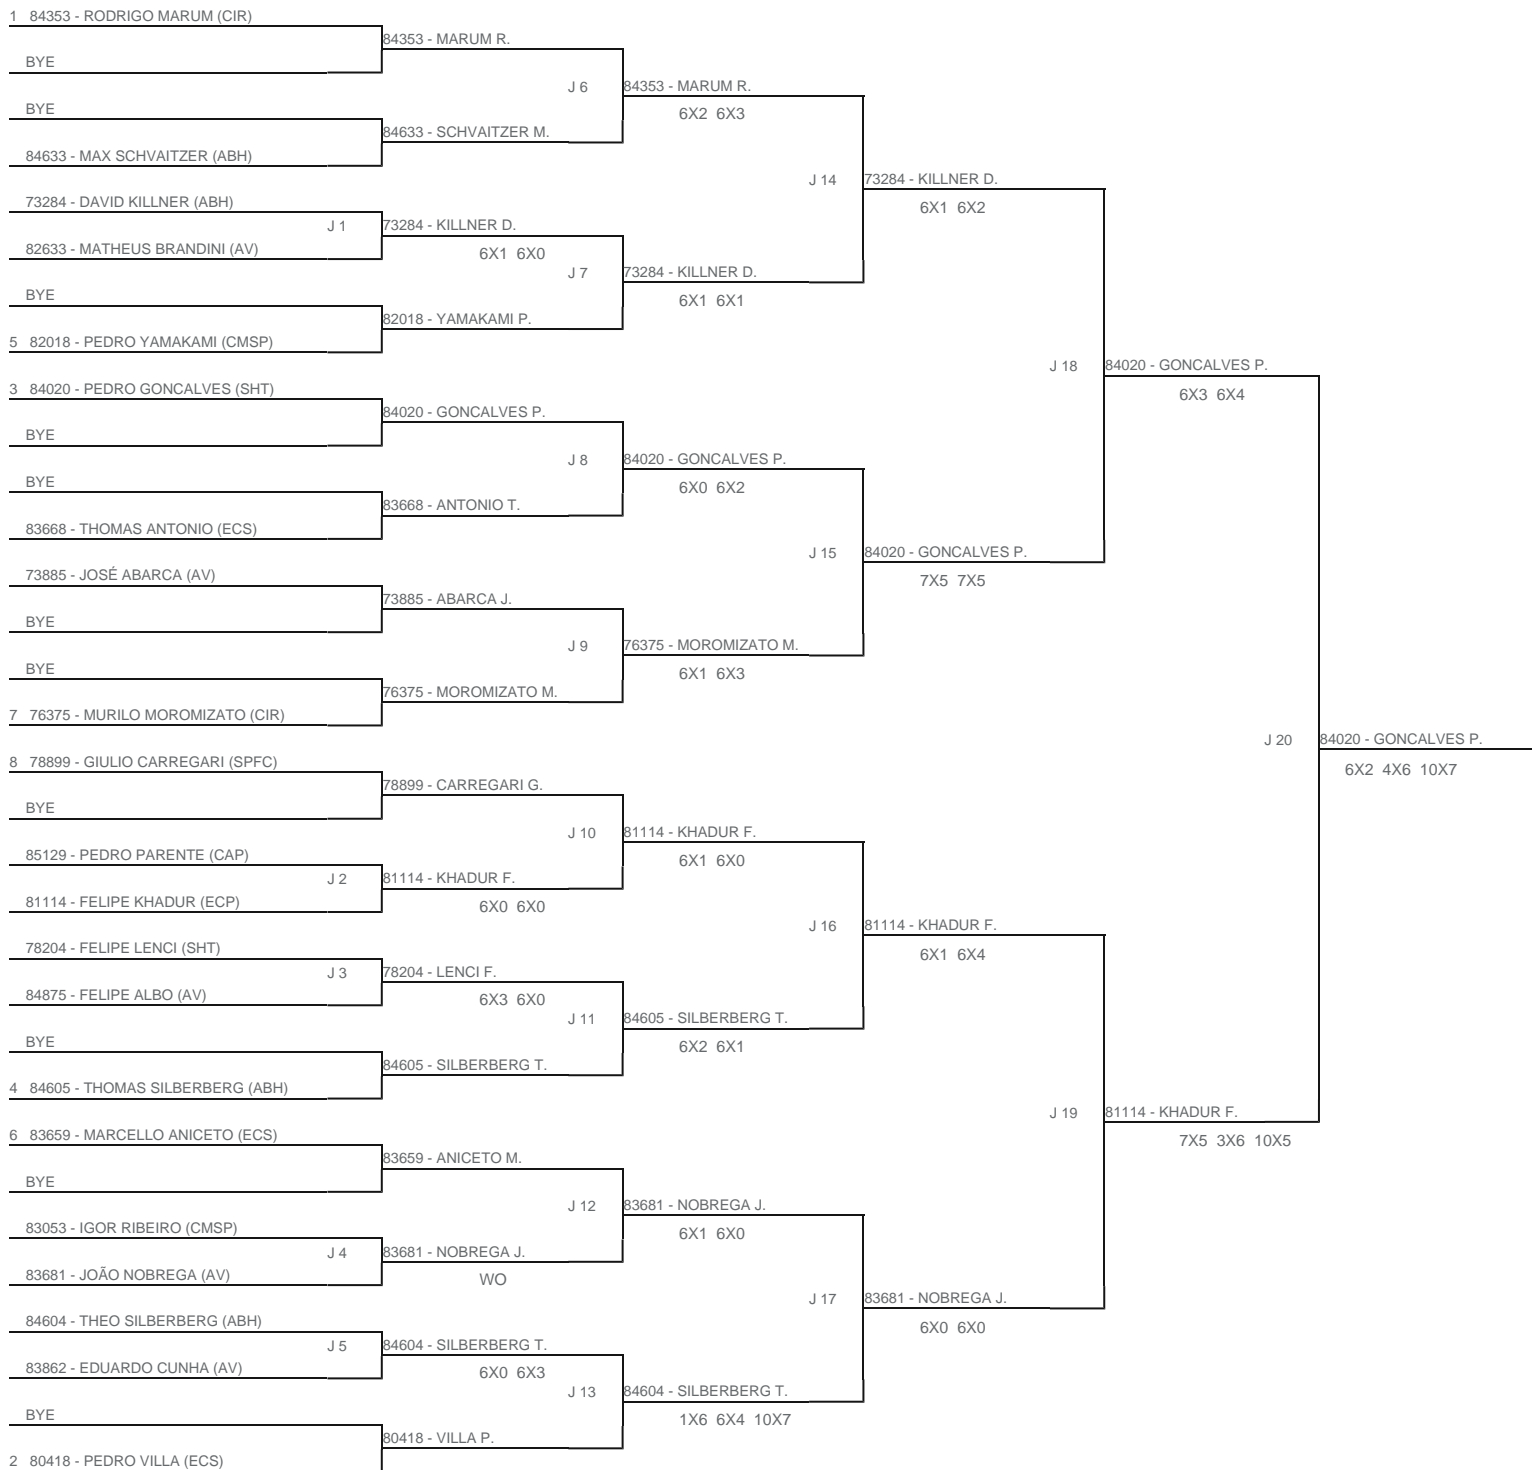 1 84353 - RODRIGO MARUM (CIR)
84353 - MARUM R.
BYE
J 6
84353 - MARUM R.
6X2 6X3
BYE
84633 - SCHVAITZER M.
84633 - MAX SCHVAITZER (ABH)
J 14
73284 - KILLNER D.
6X1 6X2
73284 - DAVID KILLNER (ABH)
J 1
73284 - KILLNER D.
6X1 6X0
82633 - MATHEUS BRANDINI (AV)
J 7
73284 - KILLNER D.
6X1 6X1
BYE
82018 - YAMAKAMI P.
5 82018 - PEDRO YAMAKAMI (CMSP)
J 18
84020 - GONCALVES P.
6X3 6X4
3 84020 - PEDRO GONCALVES (SHT)
84020 - GONCALVES P.
BYE
J 8
84020 - GONCALVES P.
6X0 6X2
BYE
83668 - ANTONIO T.
83668 - THOMAS ANTONIO (ECS)
J 15
84020 - GONCALVES P.
7X5 7X5
73885 - JOSÉ ABARCA (AV)
73885 - ABARCA J.
BYE
J 9
76375 - MOROMIZATO M.
6X1 6X3
BYE
76375 - MOROMIZATO M.
7 76375 - MURILO MOROMIZATO (CIR)
J 20
84020 - GONCALVES P.
6X2 4X6 10X7
8 78899 - GIULIO CARREGARI (SPFC)
78899 - CARREGARI G.
BYE
J 10
81114 - KHADUR F.
6X1 6X0
85129 - PEDRO PARENTE (CAP)
J 2
81114 - KHADUR F.
6X0 6X0
81114 - FELIPE KHADUR (ECP)
J 16
81114 - KHADUR F.
6X1 6X4
78204 - FELIPE LENCI (SHT)
J 3
78204 - LENCI F.
6X3 6X0
84875 - FELIPE ALBO (AV)
J 11
84605 - SILBERBERG T.
6X2 6X1
BYE
84605 - SILBERBERG T.
4 84605 - THOMAS SILBERBERG (ABH)
J 19
81114 - KHADUR F.
7X5 3X6 10X5
6 83659 - MARCELLO ANICETO (ECS)
83659 - ANICETO M.
BYE
J 12
83681 - NOBREGA J.
6X1 6X0
83053 - IGOR RIBEIRO (CMSP)
J 4
83681 - NOBREGA J.
WO
83681 - JOÃO NOBREGA (AV)
J 17
83681 - NOBREGA J.
6X0 6X0
84604 - THEO SILBERBERG (ABH)
J 5
84604 - SILBERBERG T.
6X0 6X3
83862 - EDUARDO CUNHA (AV)
J 13
84604 - SILBERBERG T.
1X6 6X4 10X7
BYE
80418 - VILLA P.
2 80418 - PEDRO VILLA (ECS)